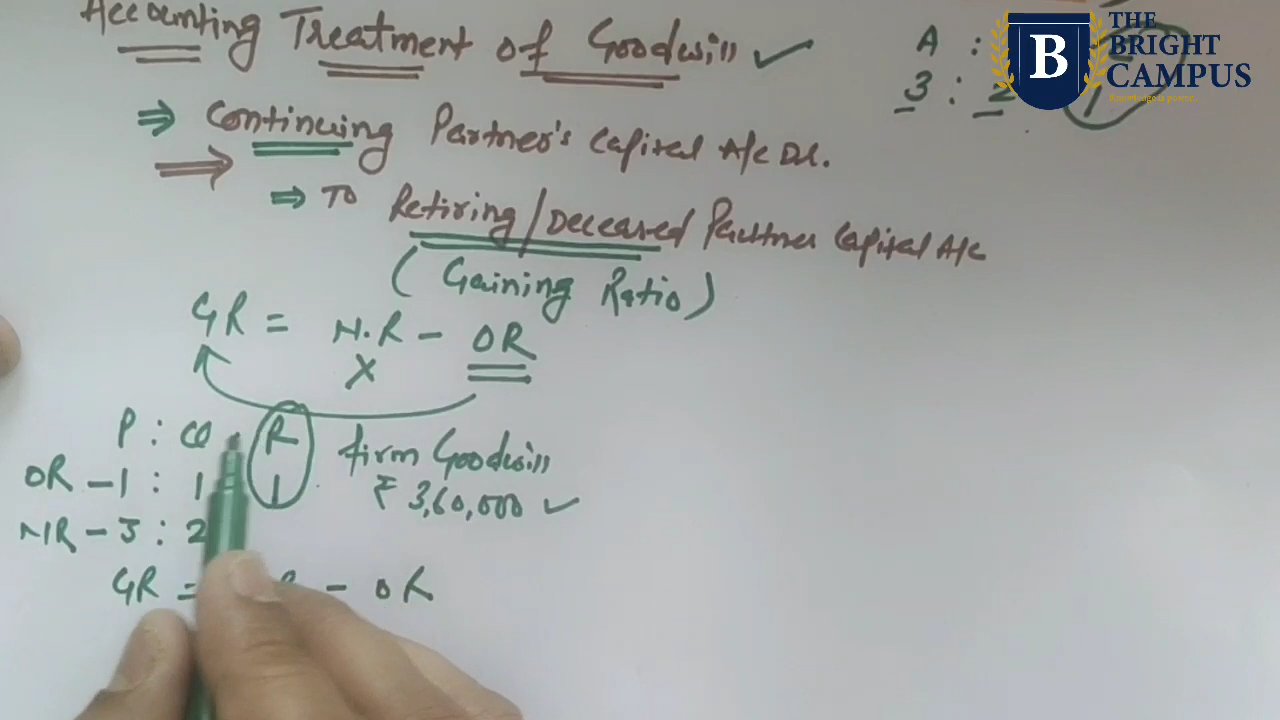 Accounting Treatment of Goodwill ✓
A :
3 : 2
1
THE
BRIGHT
CAMPUS
B
⇒ Continuing Partner's Capital A/c Dr.
⇒ To Retiring/Deceased Partner Capital A/c
( Gaining Ratio )
GR = N.R - OR
X
P : Q R
OR - 1 : 1 : 1
NR - 3 : 2
firm Goodwill
₹ 3,60,000 ✓
GR = R - OR